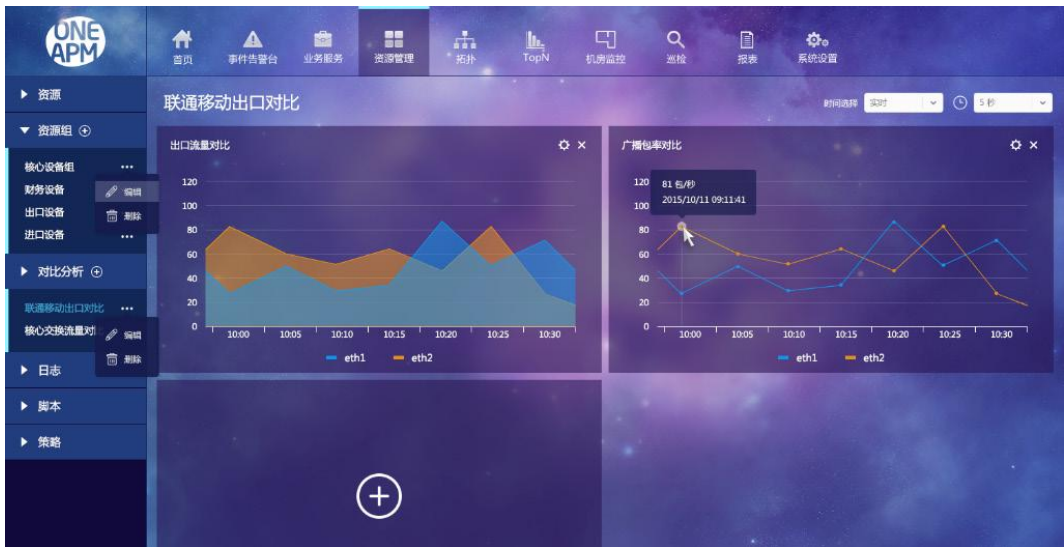 ONE
APM
首页
事件告警台
业务服务
资源管理
拓扑
TopN
机房监控
巡检
报表
系统设置
资源
资源组
核心设备组
财务设备
出口设备
进口设备
编辑
删除
对比分析
联通移动出口对比
核心交换流量对
编辑
删除
日志
脚本
策略
联通移动出口对比
时间选择
实时
5 秒
出口流量对比
120
100
80
60
40
20
0
10:00 10:05 10:10 10:15 10:20 10:25 10:30
eth1 eth2
广播包率对比
81 包/秒
2015/10/11 09:11:41
120
100
80
60
40
20
0
10:00 10:05 10:10 10:15 10:20 10:25 10:30
eth1 eth2